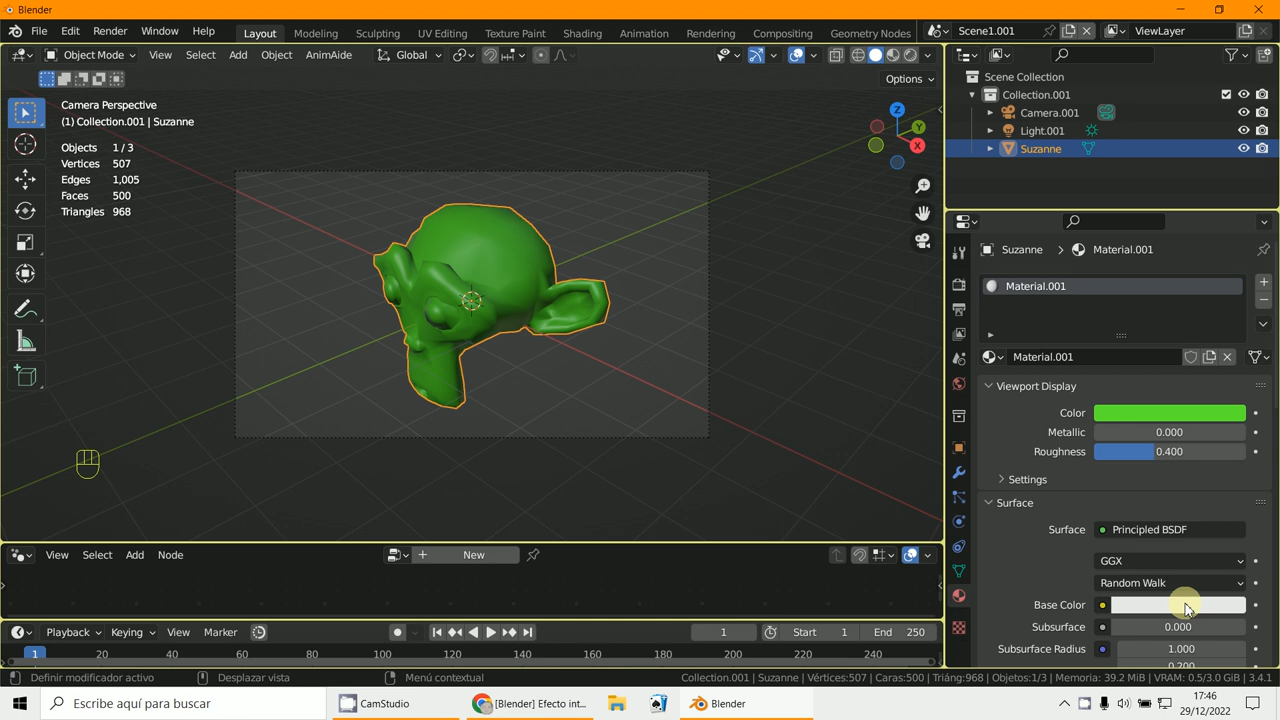 Blender
File Edit Render Window Help Layout Modeling Sculpting UV Editing Texture Paint Shading Animation Rendering Compositing Geometry Nodes Scene1.001 ViewLayer
Object Mode View Select Add Object AnimAide Global
Options
Camera Perspective
(1) Collection.001 | Suzanne
Objects 1 / 3
Vertices 507
Edges 1,005
Faces 500
Triangles 968
Z
Y
X
Scene Collection
Collection.001
Camera.001
Light.001
Suzanne
Suzanne > Material.001
Material.001
Material.001
Viewport Display
Color
Metallic 0.000
Roughness 0.400
Settings
Surface
Surface Principled BSDF
GGX
Random Walk
Base Color
Subsurface 0.000
Subsurface Radius 1.000
0.200
View Select Add Node New
Playback Keying View Marker 1 Start 1 End 250
1 20 40 60 80 100 120 140 160 180 200 220 240
Definir modificador activo Desplazar vista Menú contextual Collection.001 | Suzanne | Vértices:507 | Caras:500 | Triáng:968 | Objetos:1/3 | Memoria: 39.2 MiB | VRAM: 0.5/3.0 GiB | 3.4.1
Escribe aquí para buscar CamStudio [Blender] Efecto int... Blender 17:46
29/12/2022